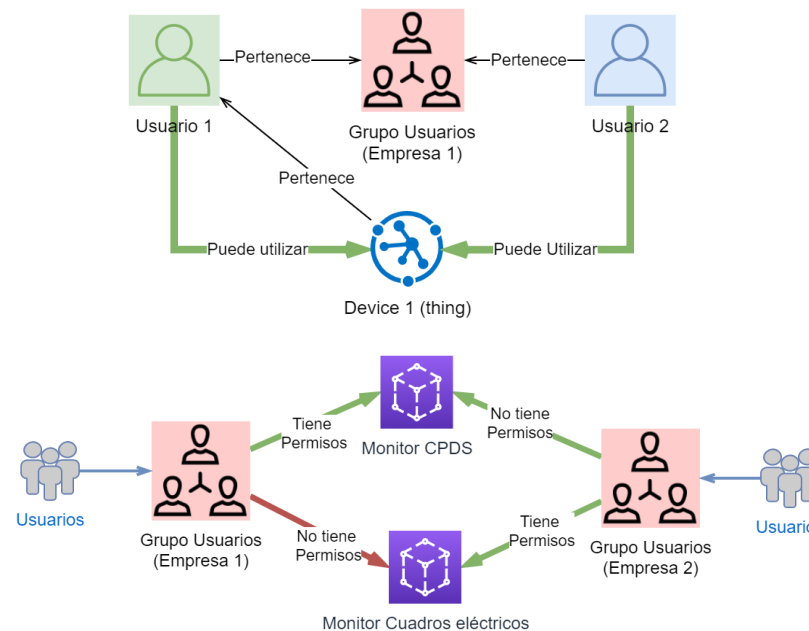 Pertenece
Pertenece
Usuario 1
Grupo Usuarios
(Empresa 1)
Usuario 2
Pertenece
Puede utilizar
Puede Utilizar
Device 1 (thing)
Tiene
Permisos
No tiene
Permisos
Monitor CPDS
Usuarios
Usuario
Grupo Usuarios
(Empresa 1)
No tiene
Permisos
Tiene
Permisos
Grupo Usuarios
(Empresa 2)
Monitor Cuadros eléctricos